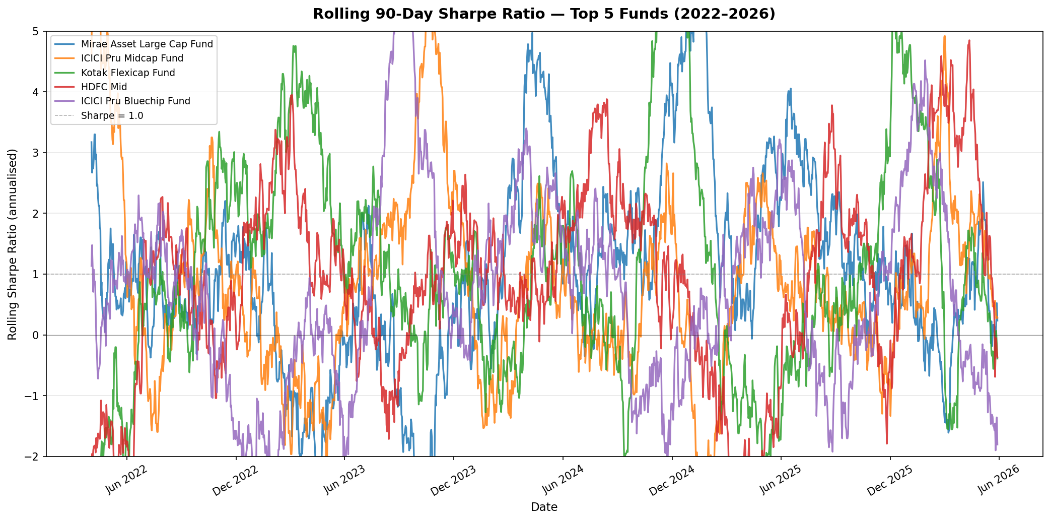 Rolling 90-Day Sharpe Ratio — Top 5 Funds (2022–2026)
Mirae Asset Large Cap Fund
ICICI Pru Midcap Fund
Kotak Flexicap Fund
HDFC Mid
ICICI Pru Bluechip Fund
Sharpe = 1.0
Rolling Sharpe Ratio (annualised)
5
4
3
2
1
0
−1
−2
Jun 2022
Dec 2022
Jun 2023
Dec 2023
Jun 2024
Dec 2024
Jun 2025
Dec 2025
Jun 2026
Date